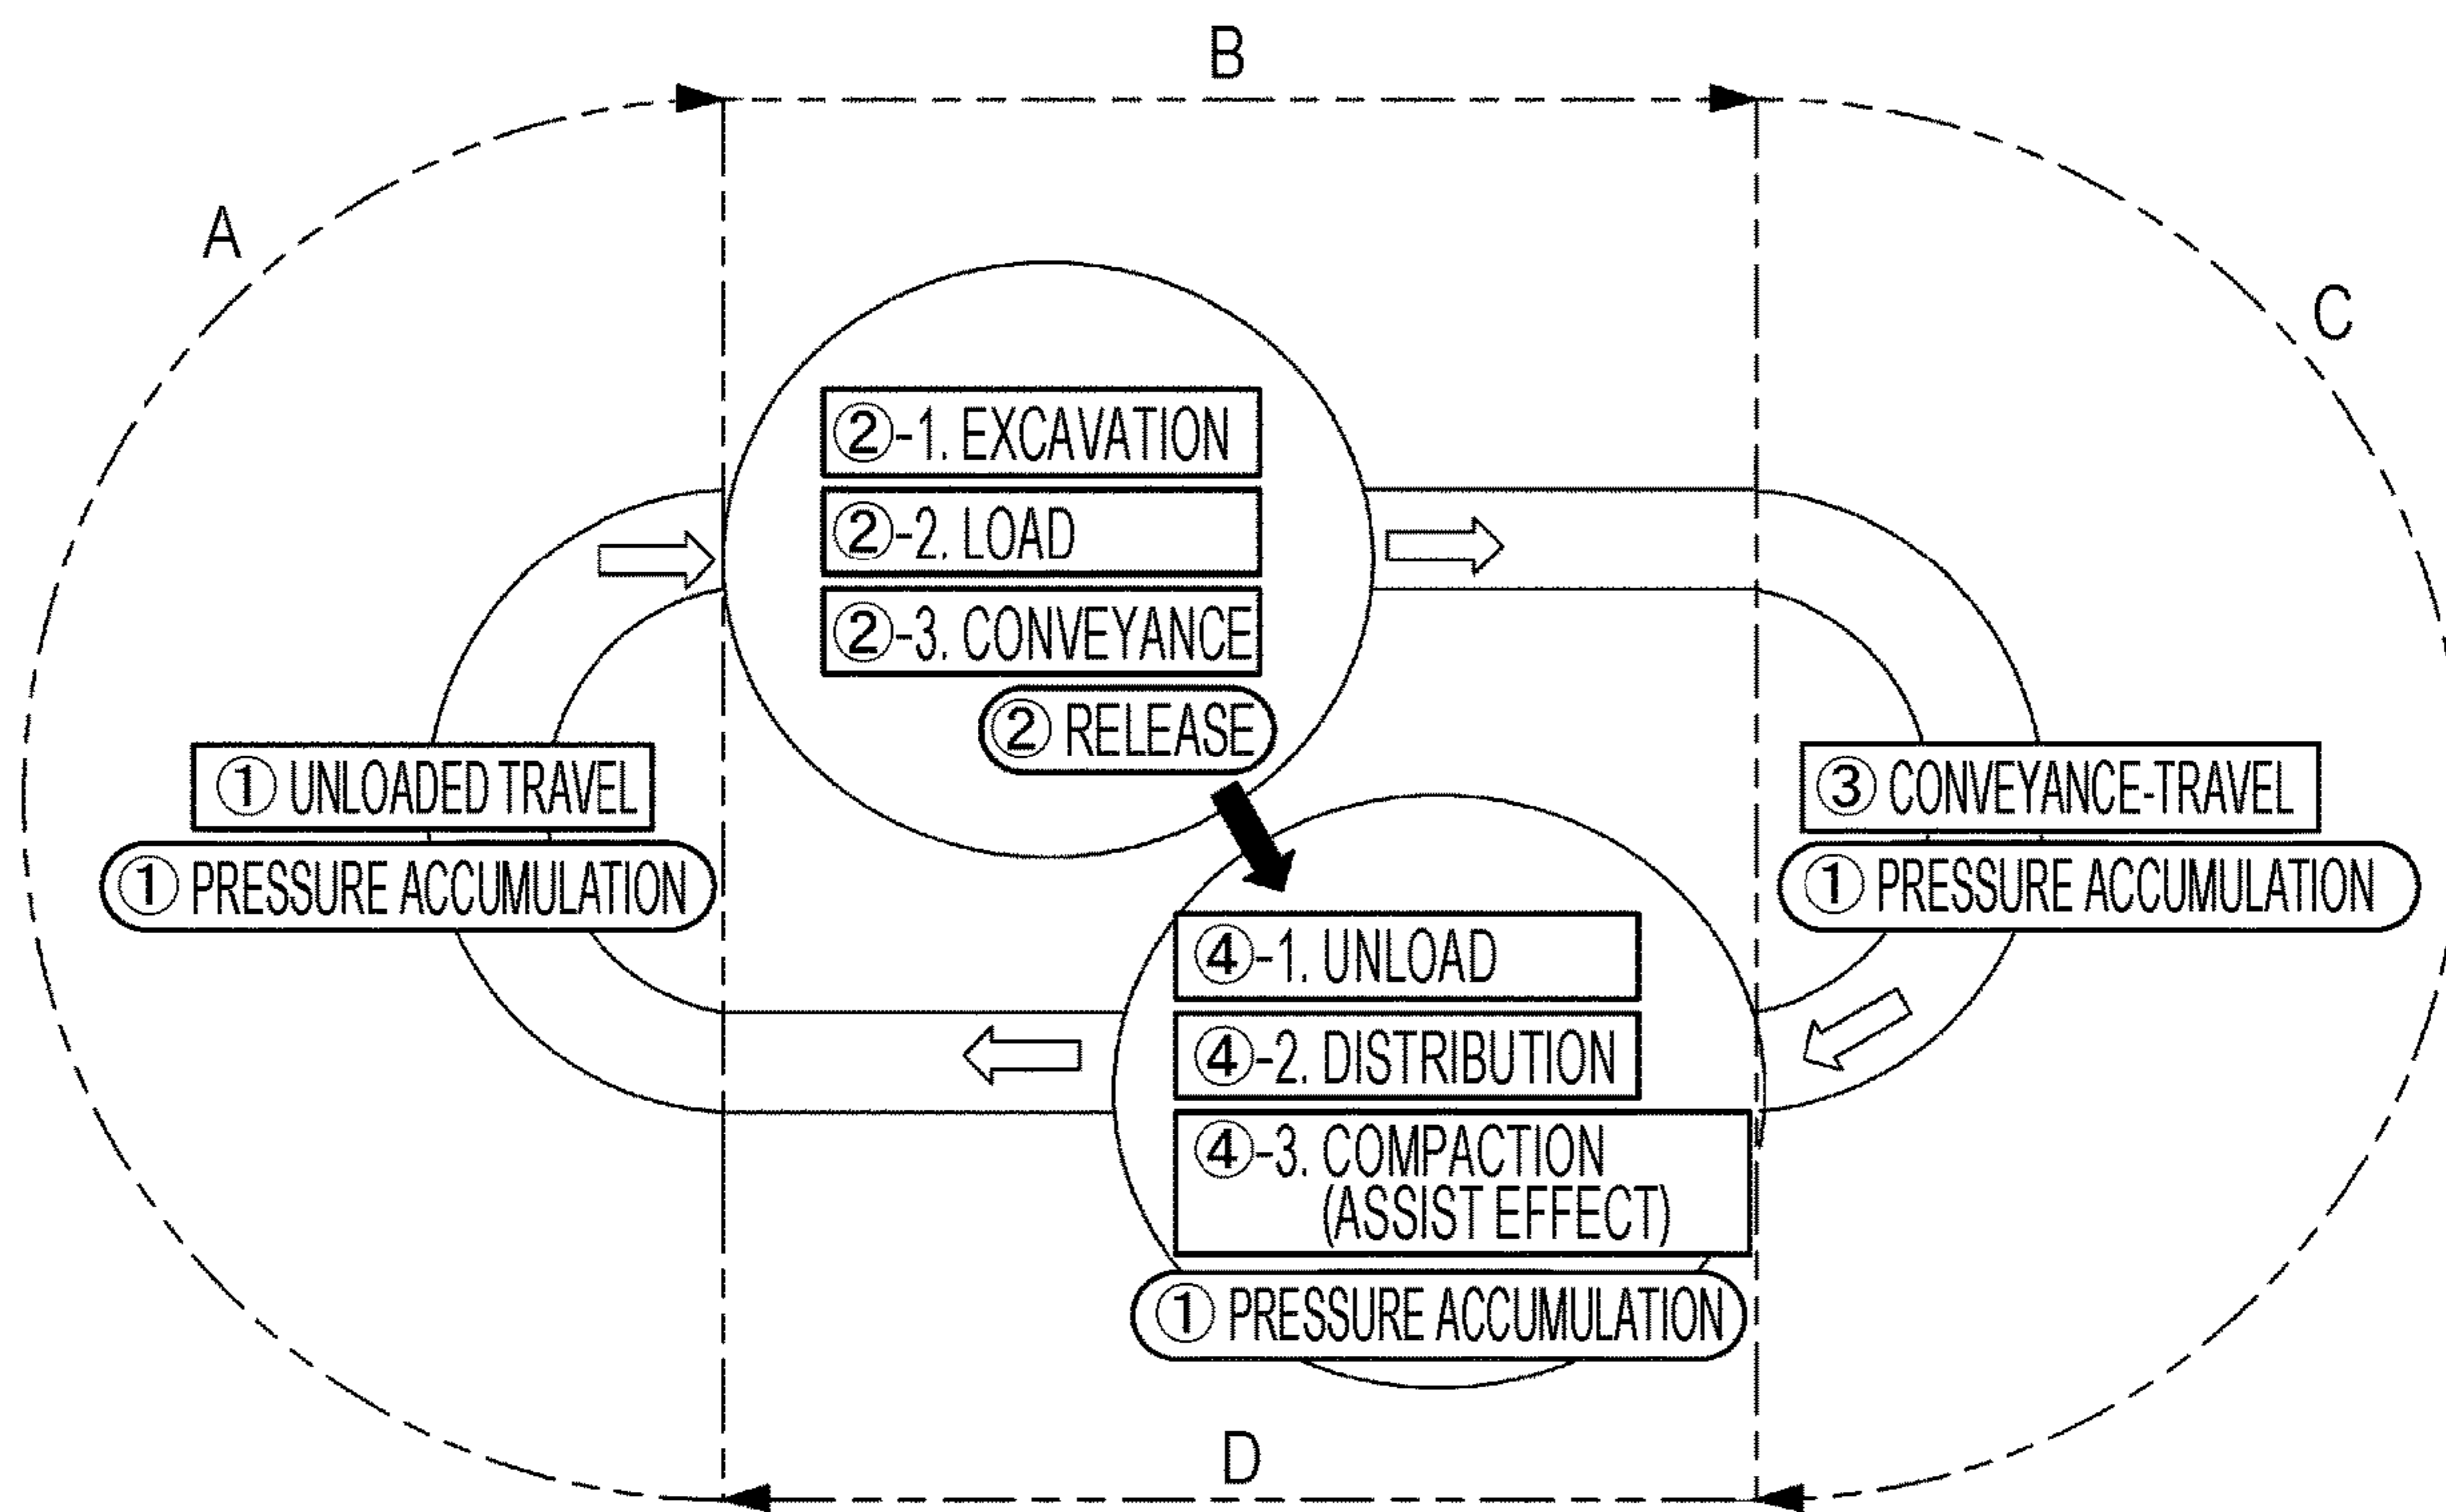 B
A
C
②-1. EXCAVATION
②-2. LOAD
②-3. CONVEYANCE
② RELEASE
① UNLOADED TRAVEL
① PRESSURE ACCUMULATION
③ CONVEYANCE-TRAVEL
① PRESSURE ACCUMULATION
④-1. UNLOAD
④-2. DISTRIBUTION
④-3. COMPACTION
(ASSIST EFFECT)
① PRESSURE ACCUMULATION
D